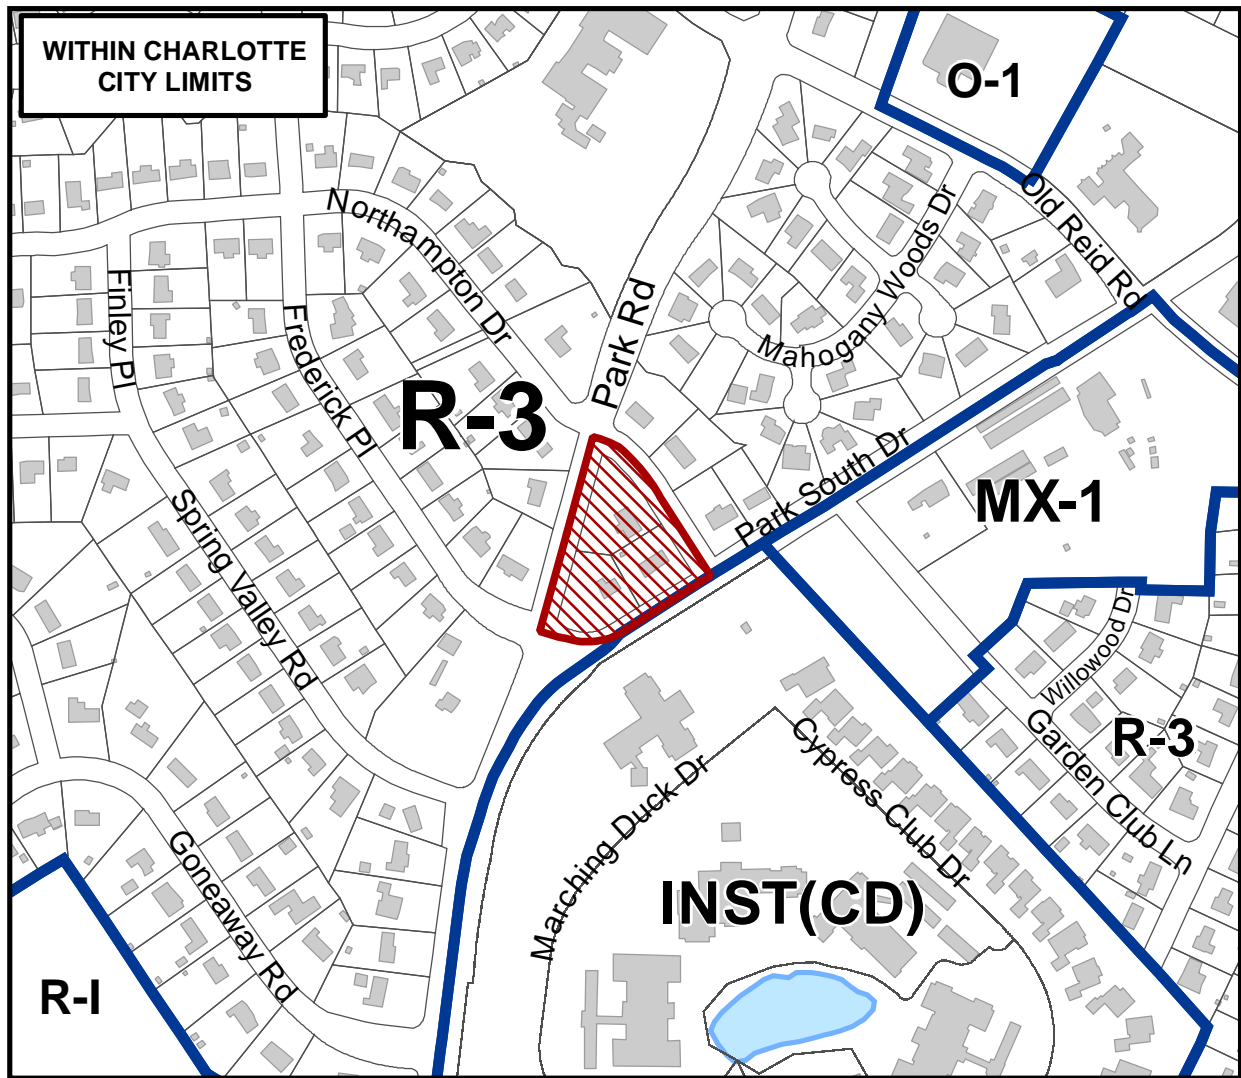 WITHIN CHARLOTTE
CITY LIMITS
O-1
Old Reid Rd
Northampton Dr
Mahogany Woods Dr
Park Rd
Finley Pl
Frederick Pl
R-3
Park South Dr
MX-1
Spring Valley Rd
Willowood Dr
R-3
Garden Club Ln
Cypress Club Dr
Marching Duck Dr
Goneaway Rd
INST(CD)
R-I